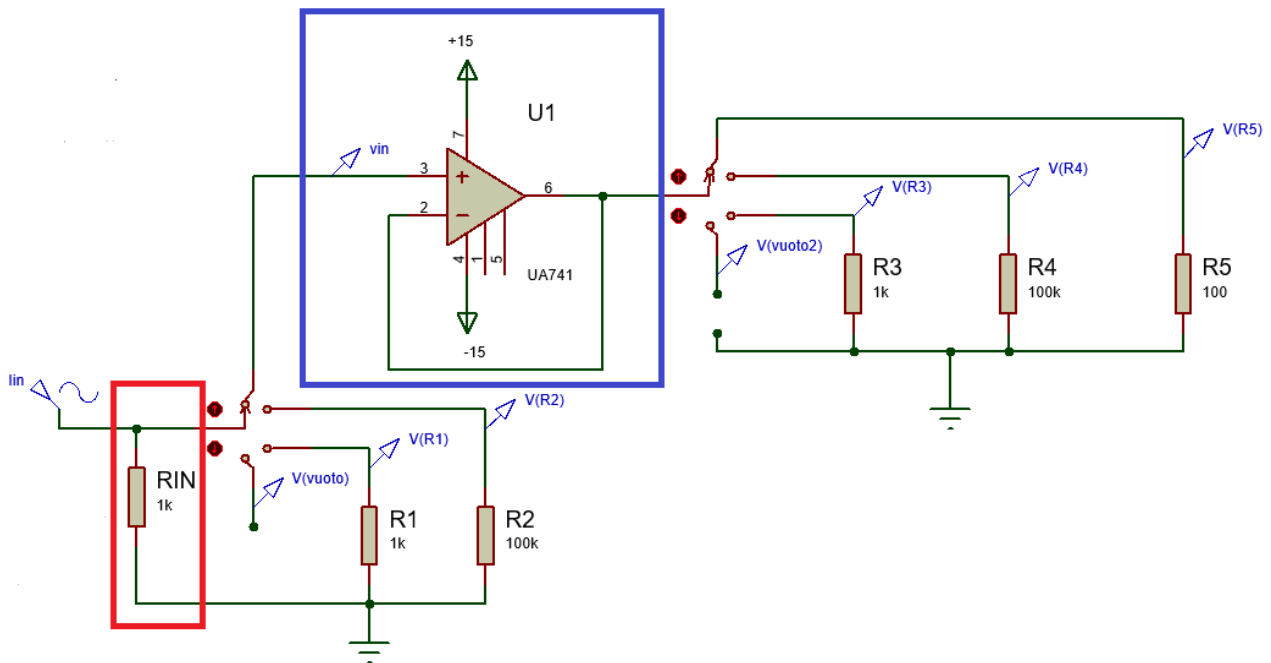 +15
U1
7
vin
3
+
6
2
−
4
1
5
UA741
-15
V(R5)
V(R4)
V(R3)
V(vuoto2)
R3
1k
R4
100k
R5
100
Iin
RIN
1k
V(R2)
V(R1)
V(vuoto)
R1
1k
R2
100k